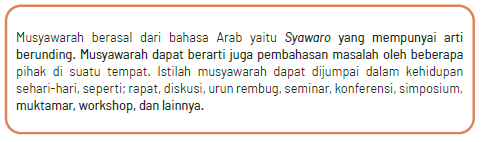 Musyawarah berasal dari bahasa Arab yaitu Syawaro yang mempunyai arti
berunding. Musyawarah dapat berarti juga pembahasan masalah oleh beberapa
pihak di suatu tempat. Istilah musyawarah dapat dijumpai dalam kehidupan
sehari-hari, seperti; rapat, diskusi, urun rembug, seminar, konferensi, simposium,
muktamar, workshop, dan lainnya.